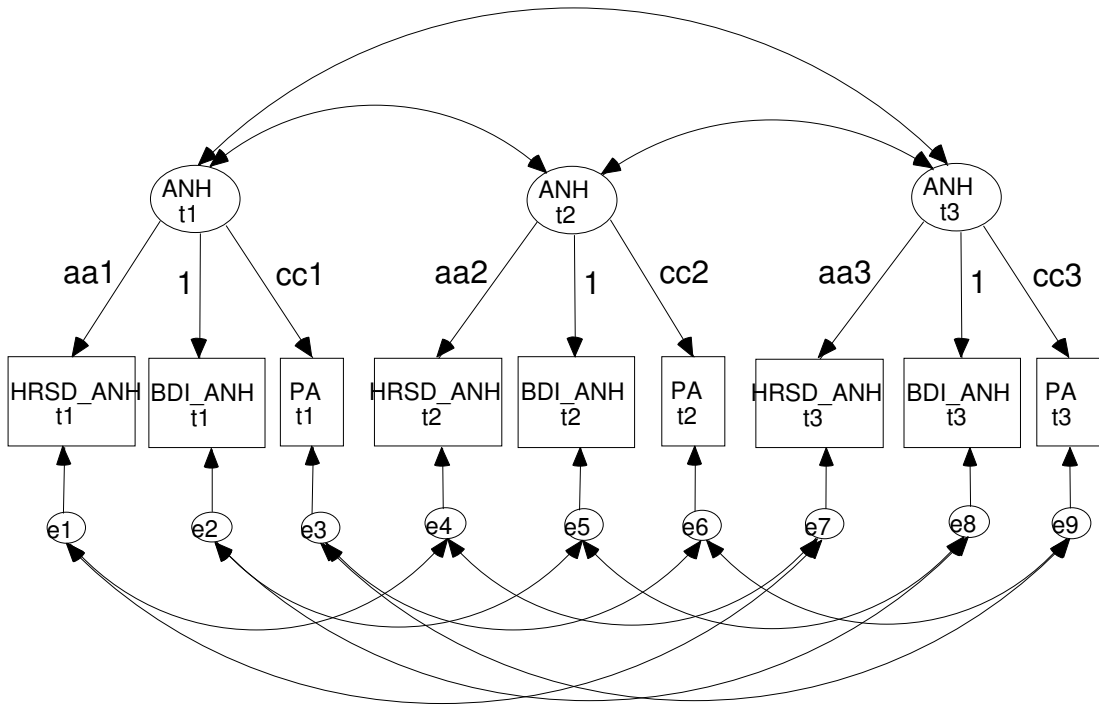 ANH
t1
ANH
t2
ANH
t3
aa1
1
cc1
aa2
1
cc2
aa3
1
cc3
HRSD_ANH
t1
BDI_ANH
t1
PA
t1
HRSD_ANH
t2
BDI_ANH
t2
PA
t2
HRSD_ANH
t3
BDI_ANH
t3
PA
t3
e1
e2
e3
e4
e5
e6
e7
e8
e9